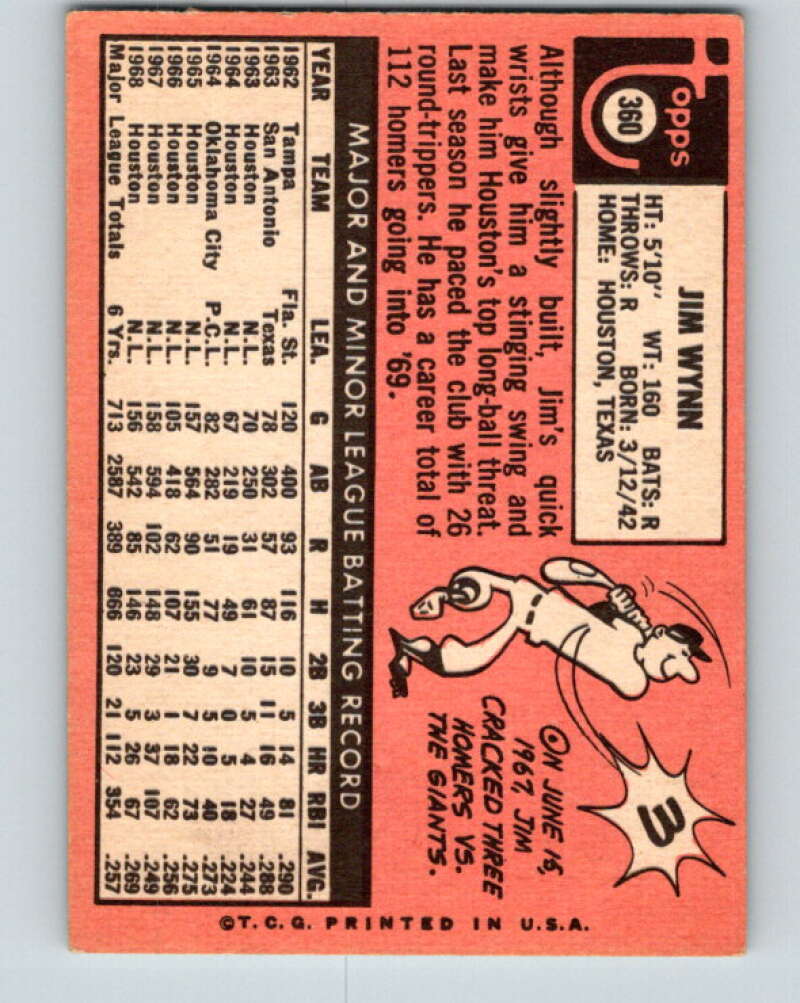 Topps
360
JIM WYNN
HT: 5'10" WT: 160 BATS: R
THROWS: R BORN: 3/12/42
HOME: HOUSTON, TEXAS
Although slightly built, Jim's quick
wrists give him a stinging swing and
make him Houston's top long-ball threat.
Last season he paced the club with 26
round-trippers. He has a career total of
112 homers going into '69.
3
ON JUNE 15,
1967, JIM
CRACKED THREE
HOMERS VS.
THE GIANTS.
MAJOR AND MINOR LEAGUE BATTING RECORD
YEAR TEAM LEA. G AB R H 2B 3B HR RBI AVG.
1962 Tampa Fla. St. 120 400 93 116 10 5 14 81 .290
1963 San Antonio Texas 78 302 57 87 15 11 16 49 .288
1963 Houston N.L. 70 250 31 61 10 5 4 27 .244
1964 Houston N.L. 67 219 19 49 7 0 5 18 .224
1964 Oklahoma City P.C.L. 82 282 51 77 9 5 10 40 .273
1965 Houston N.L. 157 564 90 155 30 7 22 73 .275
1966 Houston N.L. 105 418 62 107 21 1 18 62 .256
1967 Houston N.L. 158 594 102 148 29 3 37 107 .249
1968 Houston N.L. 156 542 85 146 23 5 26 67 .269
Major League Totals 6 Yrs. 713 2587 389 666 120 21 112 354 .257
©T.C.G. PRINTED IN U.S.A.